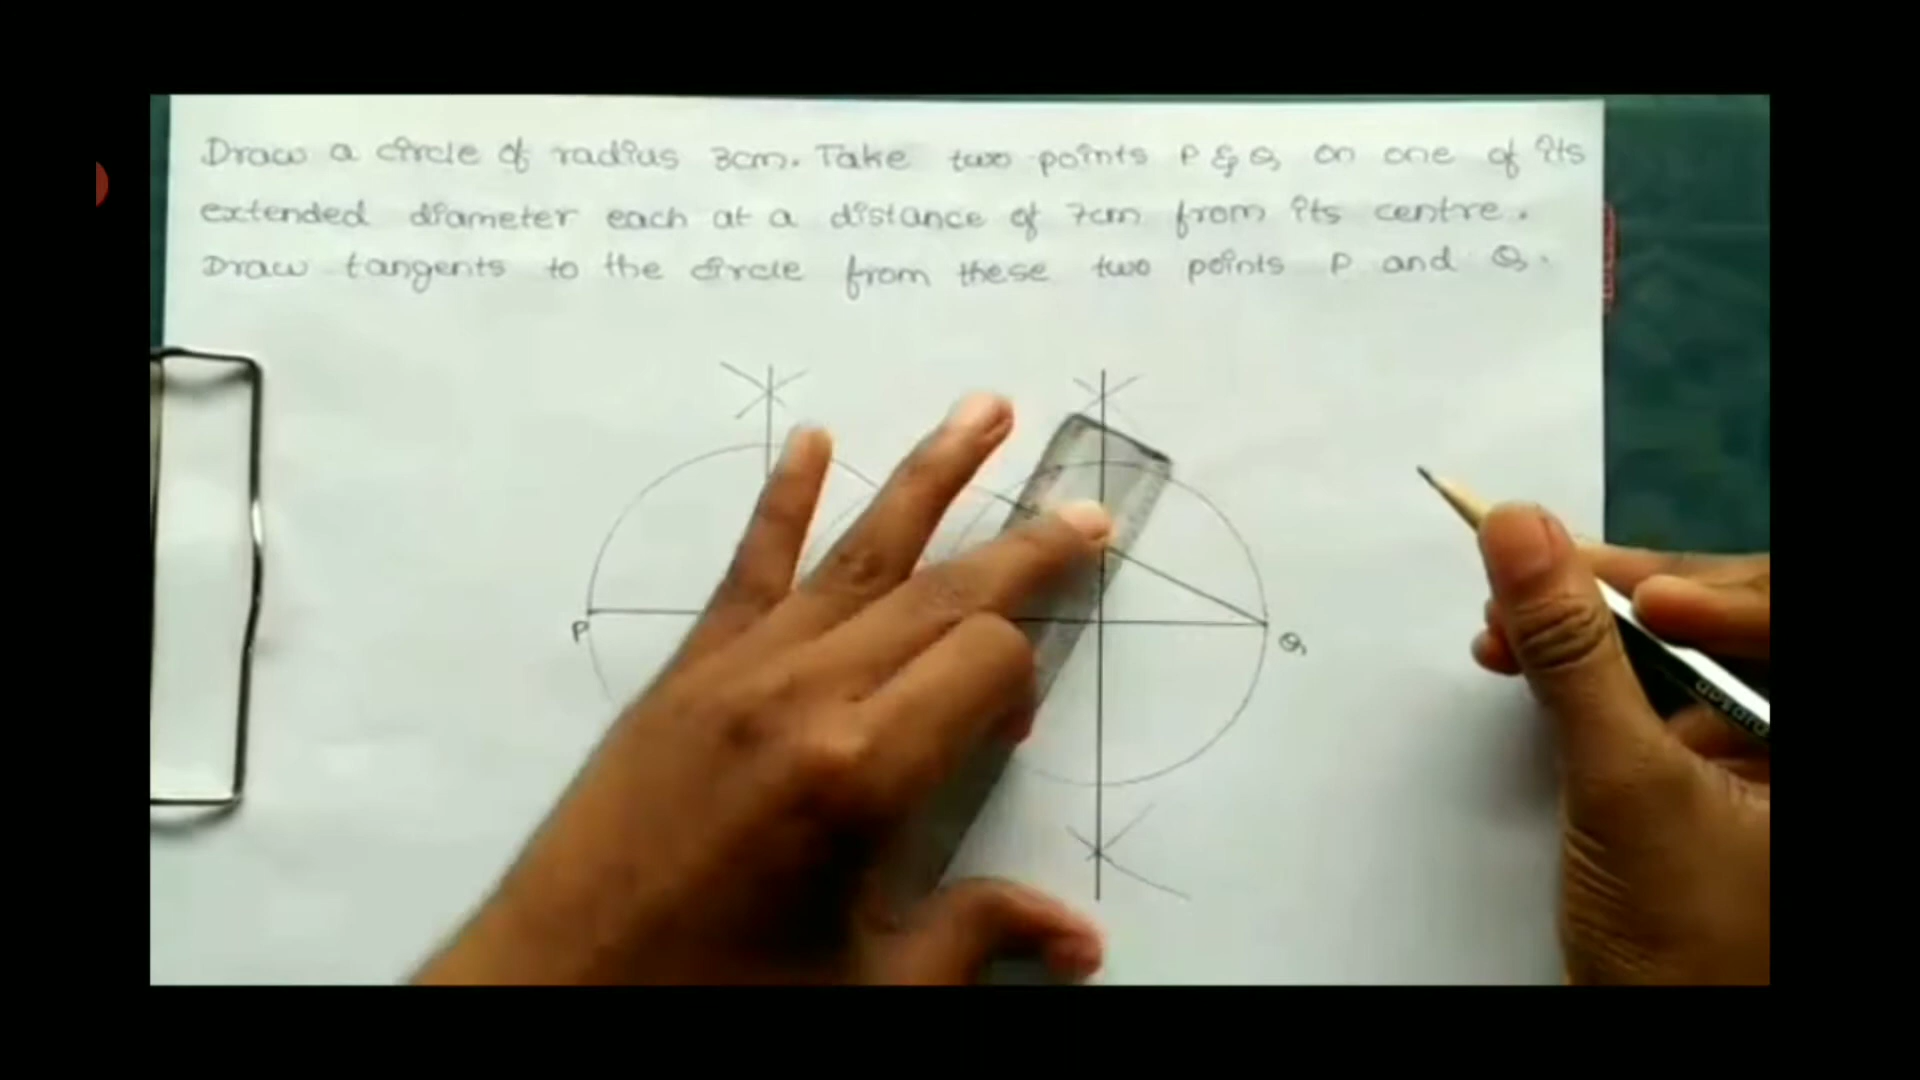 Draw a circle of radius 3cm. Take two points P & Q on one of its
extended diameter each at a distance of 7cm from its centre.
Draw tangents to the circle from these two points P and Q.
P
Q